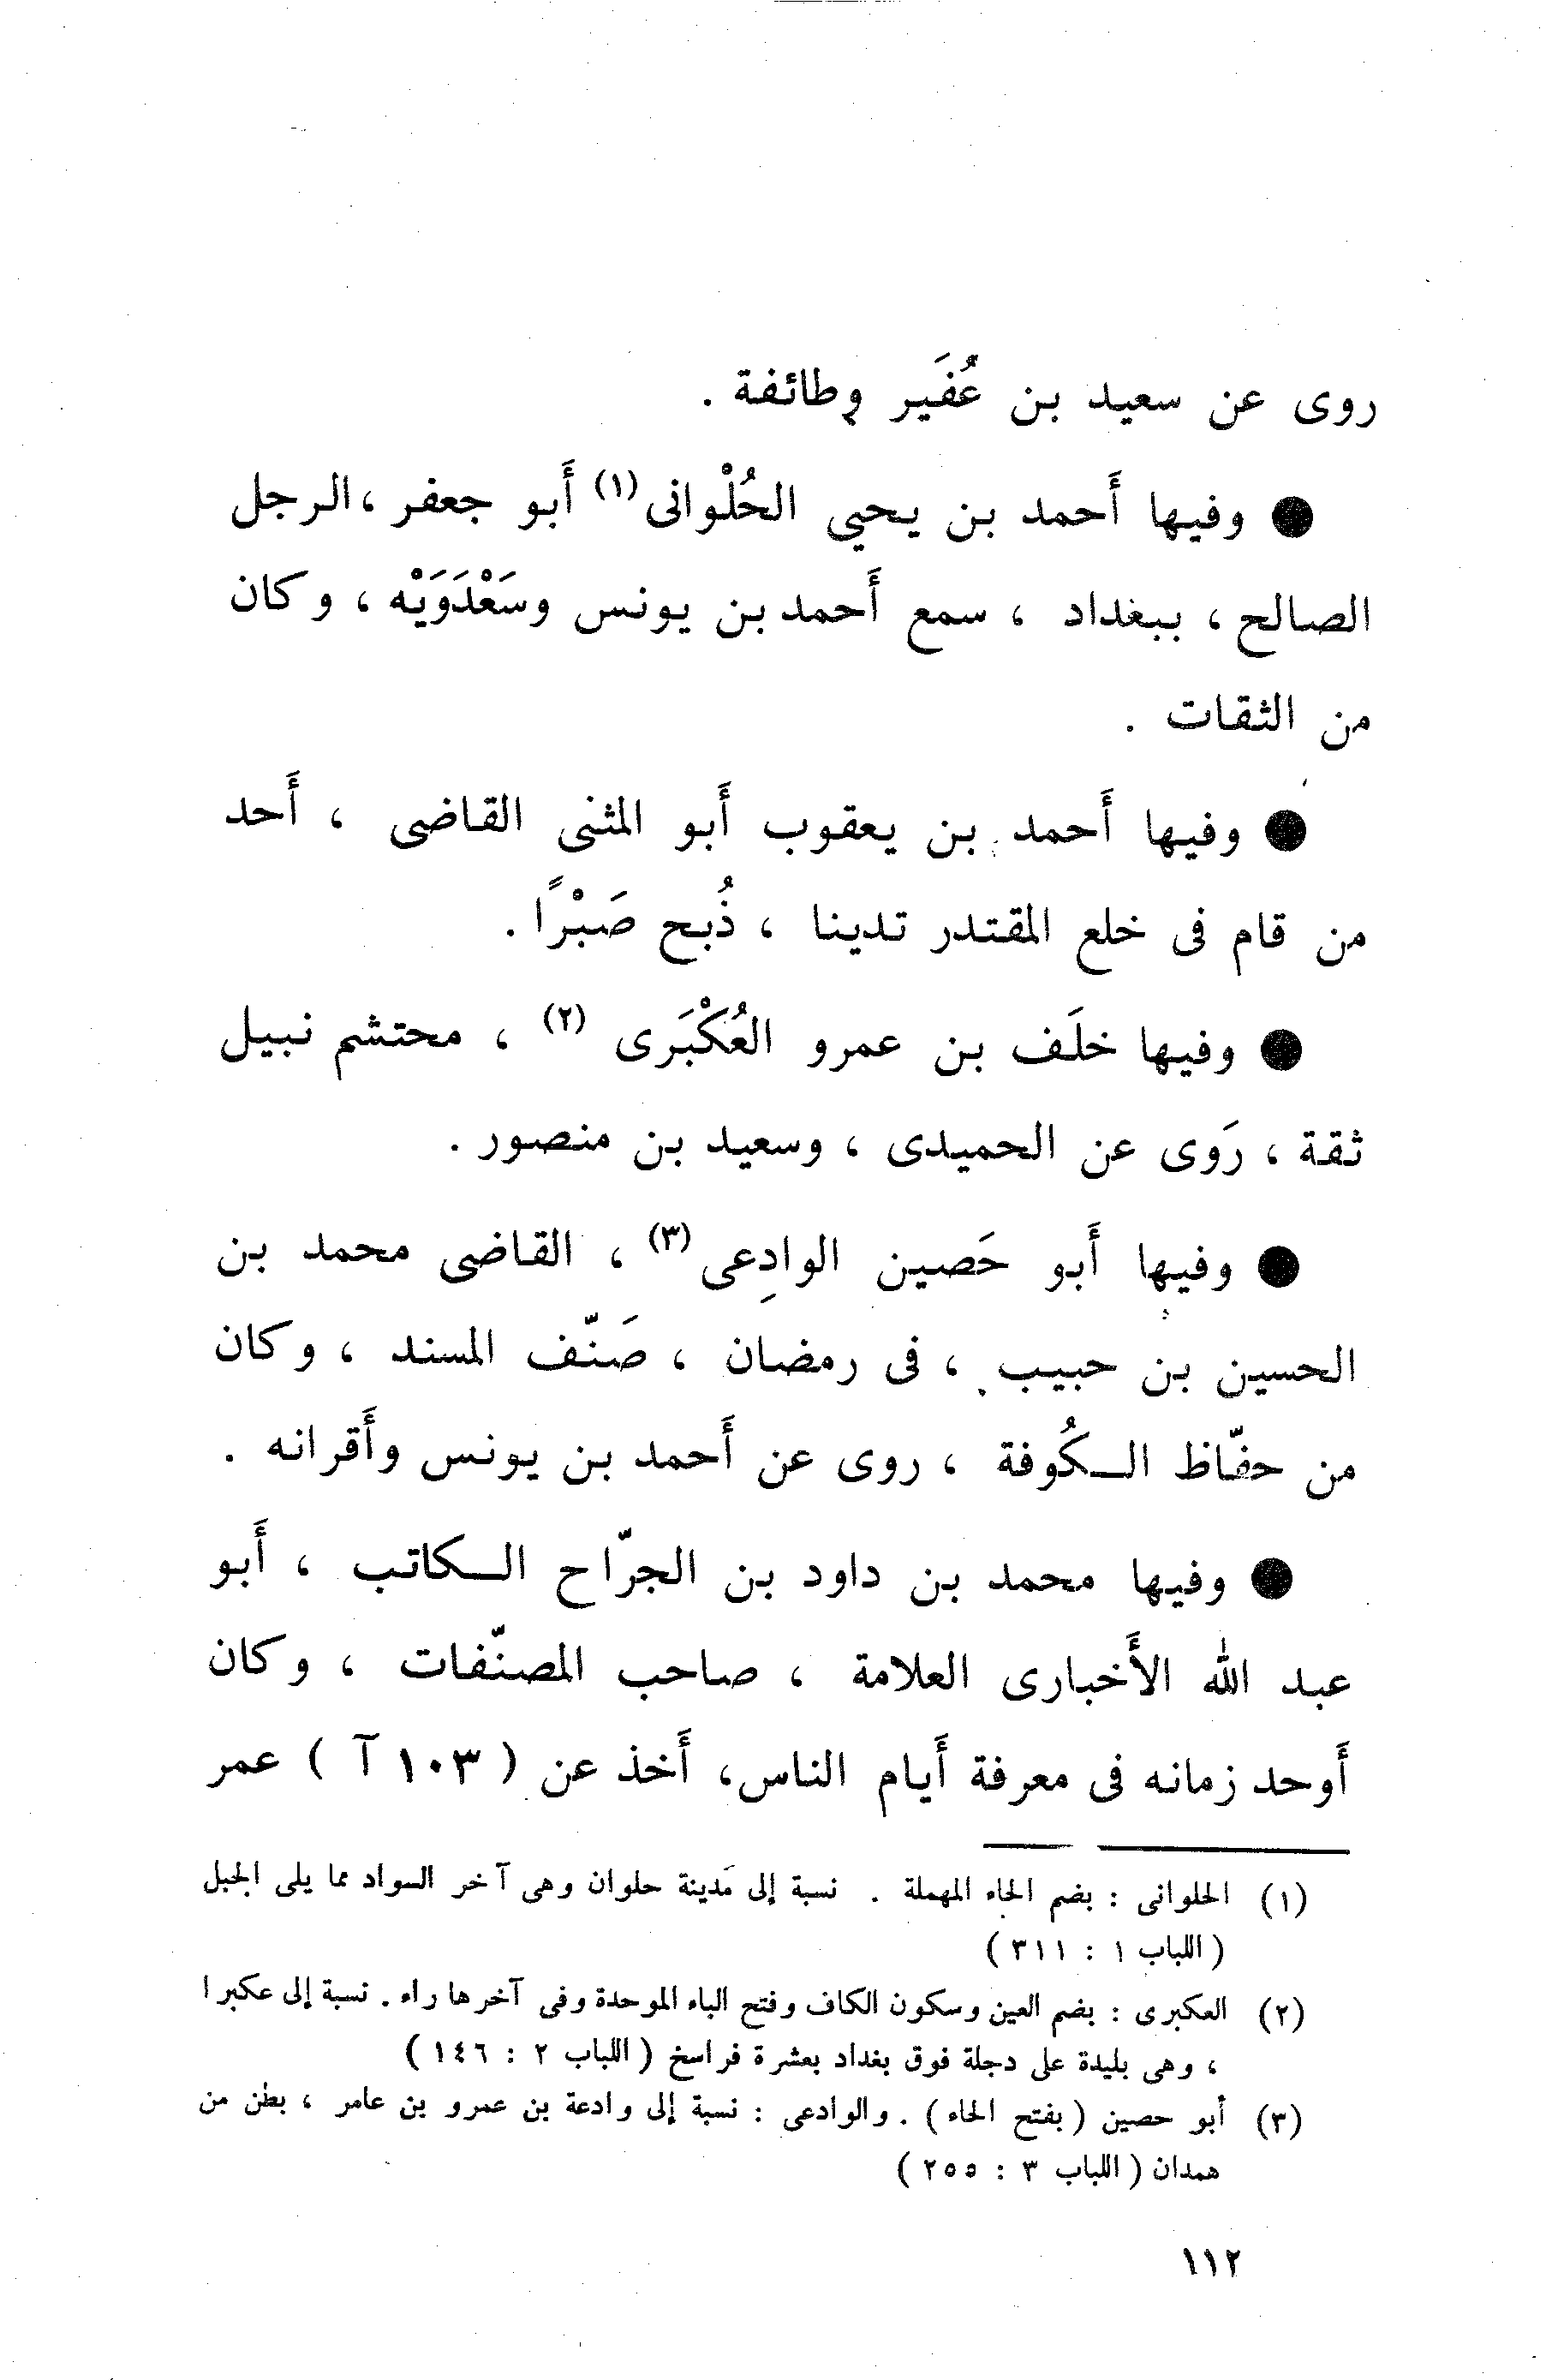 روى عن سعيد بن عُفَير وطائفة .
● وفيها أَحمد بن يحيى الحُلْوانى(١) أَبو جعفر ، الرجل
الصالح ، ببغداد ، سمع أَحمد بن يونس وسَعْدَوَيْه ، وكان
من الثقات .
● وفيها أَحمد بن يعقوب أَبو المثنى القاضى ، أَحد
من قام فى خلع المقتدر تدينا ، ذُبح صَبْرًا .
● وفيها خلَف بن عمرو العُكْبَرى (٢) ، محتشم نبيل
ثقة ، رَوى عن الحميدى ، وسعيد بن منصور .
● وفيها أَبو حَصين الوادِعى(٣) ، القاضى محمد بن
الحسين بن حبيب ، فى رمضان ، صَنّف المسند ، وكان
من حفّاظ الـكُوفة ، روى عن أَحمد بن يونس وأَقرانه .
● وفيها محمد بن داود بن الجرّاح الـكاتب ، أَبو
عبد الله الأَخبارى العلامة ، صاحب المصنّفات ، وكان
أَوحد زمانه فى معرفة أَيام الناس، أَخذ عن ( ١٠٣ آ ) عمر
(١) الحلوانى : بضم الحاء المهملة . نسبة إلى مَدينة حلوان وهى آخر السواد مما يلى الجبل
( اللباب ١ : ٣١١ )
(٢) العكبرى : بضم العين وسكون الكاف وفتح الباء الموحدة وفى آخرها راء . نسبة إلى عكبرا
، وهى بليدة على دجلة فوق بغداد بعشرة فراسخ ( اللباب ٢ : ١٤٦ )
(٣) أبو حصين ( بفتح الحاء ) . والوادعى : نسبة إلى وادعة بن عمرو بن عامر ، بطن من
همدان ( اللباب ٣ : ٢٥٥ )
١١٢